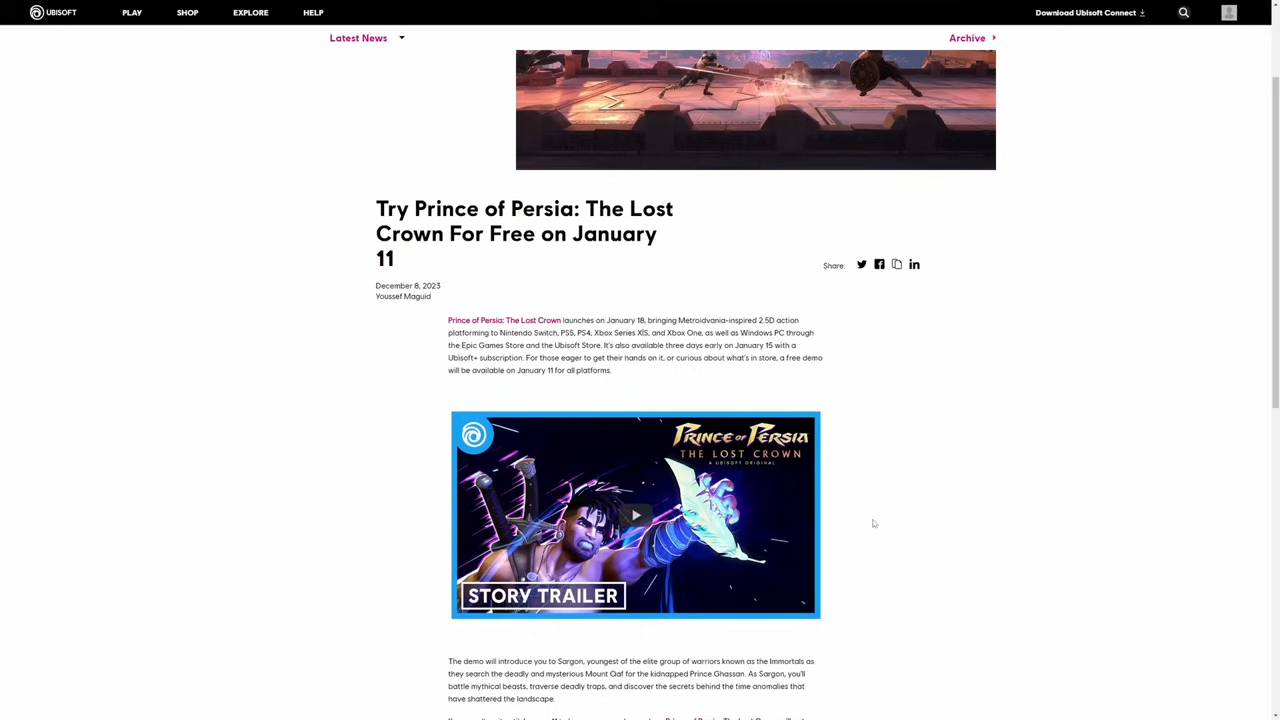 UBISOFT PLAY SHOP EXPLORE HELP Download Ubisoft Connect
Latest News Archive
Try Prince of Persia: The Lost
Crown For Free on January
11
Share:
December 8, 2023
Youssef Maguid
Prince of Persia: The Lost Crown launches on January 18, bringing Metroidvania-inspired 2.5D action
platforming to Nintendo Switch, PS5, PS4, Xbox Series X|S, and Xbox One, as well as Windows PC through
the Epic Games Store and the Ubisoft Store. It's also available three days early on January 15 with a
Ubisoft+ subscription. For those eager to get their hands on it, or curious about what's in store, a free demo
will be available on January 11 for all platforms.
PRINCE OF PERSIA
THE LOST CROWN
A UBISOFT ORIGINAL
STORY TRAILER
The demo will introduce you to Sargon, youngest of the elite group of warriors known as the Immortals as
they search the deadly and mysterious Mount Qaf for the kidnapped Prince Ghassan. As Sargon, you'll
battle mythical beasts, traverse deadly traps, and discover the secrets behind the time anomalies that
have shattered the landscape.